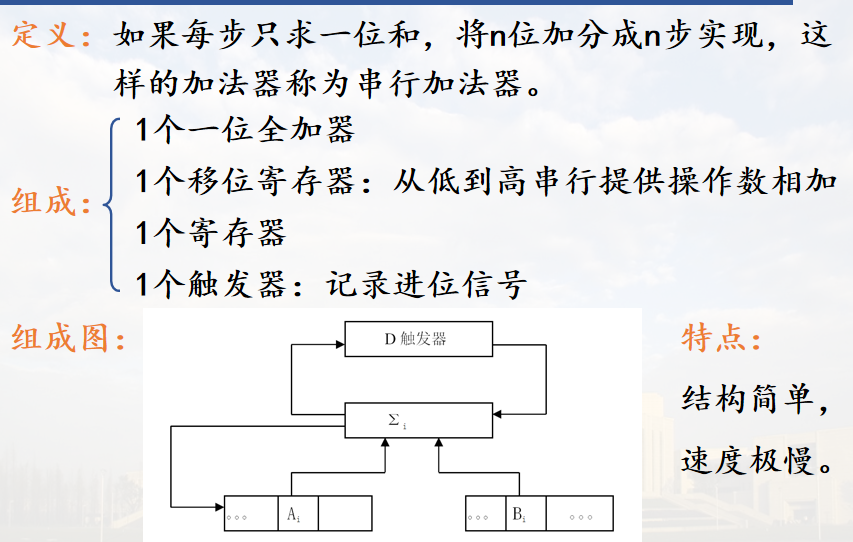 定义：如果每步只求一位和，将n位加分成n步实现，这
样的加法器称为串行加法器。
组成：
1个一位全加器
1个移位寄存器：从低到高串行提供操作数相加
1个寄存器
1个触发器：记录进位信号
组成图：
D 触发器
Σi
。。。 Ai
。。。 Bi 。。。
特点：
结构简单，
速度极慢。